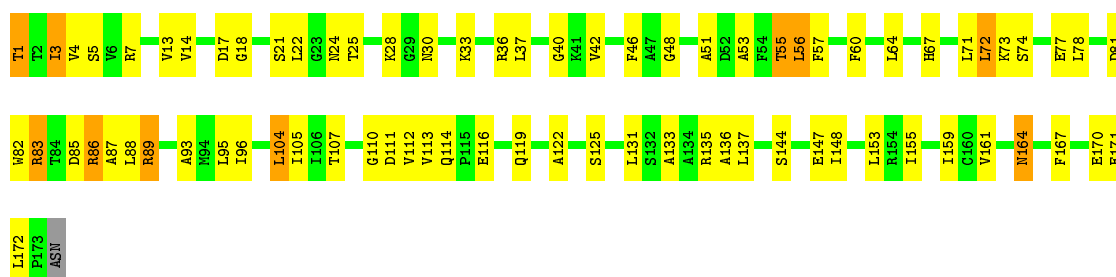 T1 T2 I3 V4 S5 V6 R7 V13 V14 D17 G18 S21 L22 G23 N24 T25 K28 G29 N30 K33 R36 L37 G40 K41 V42 F46 A47 G48 A51 D52 A53 F54 T55 L56 F57 F60 L64 H67 L71 L72 K73 S74 E77 L78 D81
W82 R83 T84 D85 R86 A87 L88 R89 A93 M94 L95 I96 L104 I105 I106 T107 G110 D111 V112 V113 Q114 P115 E116 Q119 A122 S125 L131 S132 A133 A134 R135 A136 L137 S144 E147 I148 L153 R154 I155 I159 C160 V161 N164 F167 E170
L172 P173 ASN